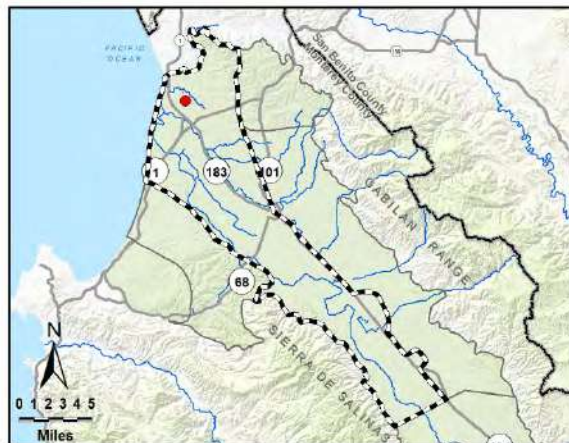 1
PACIFIC
OCEAN
San Benito County
Monterey County
1
183
101
GABILAN RANGE
68
SIERRA DE SALINAS
N
0 1 2 3 4 5
Miles